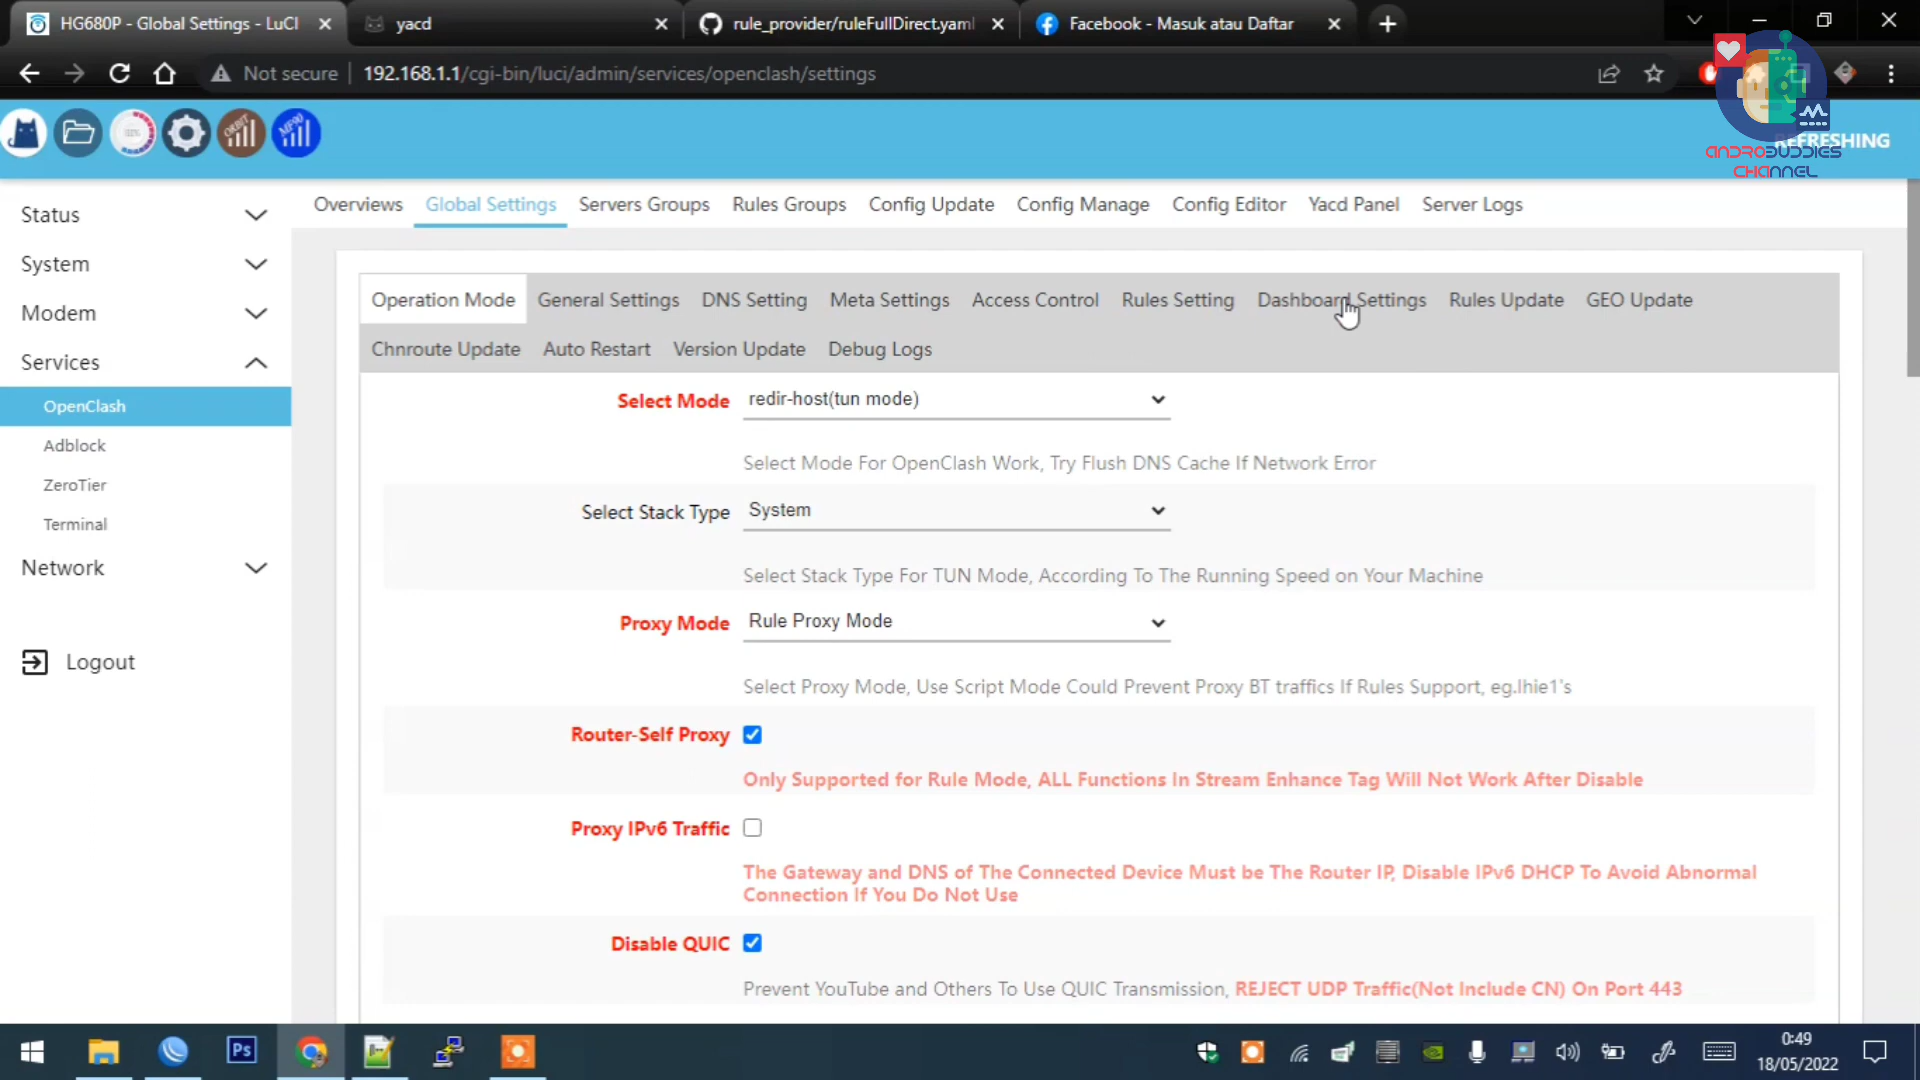 HG680P - Global Settings - LuCI
yacd
rule_provider/ruleFullDirect.yaml
Facebook - Masuk atau Daftar
Not secure
192.168.1.1/cgi-bin/luci/admin/services/openclash/settings
ORBIT
MF90
REFRESHING
ANDROBUDDIES
CHANNEL
Status
System
Modem
Services
OpenClash
Adblock
ZeroTier
Terminal
Network
Logout
Overviews Global Settings Servers Groups Rules Groups Config Update Config Manage Config Editor Yacd Panel Server Logs
Operation Mode General Settings DNS Setting Meta Settings Access Control Rules Setting Dashboard Settings Rules Update GEO Update
Chnroute Update Auto Restart Version Update Debug Logs
Select Mode redir-host(tun mode)
Select Mode For OpenClash Work, Try Flush DNS Cache If Network Error
Select Stack Type System
Select Stack Type For TUN Mode, According To The Running Speed on Your Machine
Proxy Mode Rule Proxy Mode
Select Proxy Mode, Use Script Mode Could Prevent Proxy BT traffics If Rules Support, eg.lhie1's
Router-Self Proxy
Only Supported for Rule Mode, ALL Functions In Stream Enhance Tag Will Not Work After Disable
Proxy IPv6 Traffic
The Gateway and DNS of The Connected Device Must be The Router IP, Disable IPv6 DHCP To Avoid Abnormal
Connection If You Do Not Use
Disable QUIC
Prevent YouTube and Others To Use QUIC Transmission, REJECT UDP Traffic(Not Include CN) On Port 443
Ps
0:49
18/05/2022